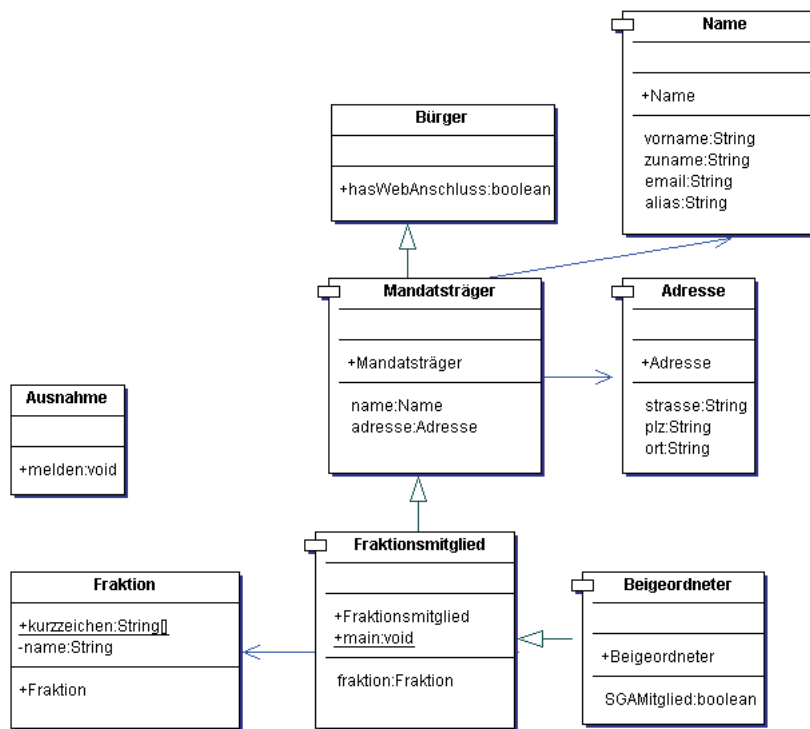 Name
+Name
vorname:String
zuname:String
email:String
alias:String
Bürger
+hasWebAnschluss:boolean
Mandatsträger
+Mandatsträger
name:Name
adresse:Adresse
Adresse
+Adresse
strasse:String
plz:String
ort:String
Ausnahme
+melden:void
Fraktion
+kurzzeichen:String[]
-name:String
+Fraktion
Fraktionsmitglied
+Fraktionsmitglied
+main:void
fraktion:Fraktion
Beigeordneter
+Beigeordneter
SGAMitglied:boolean